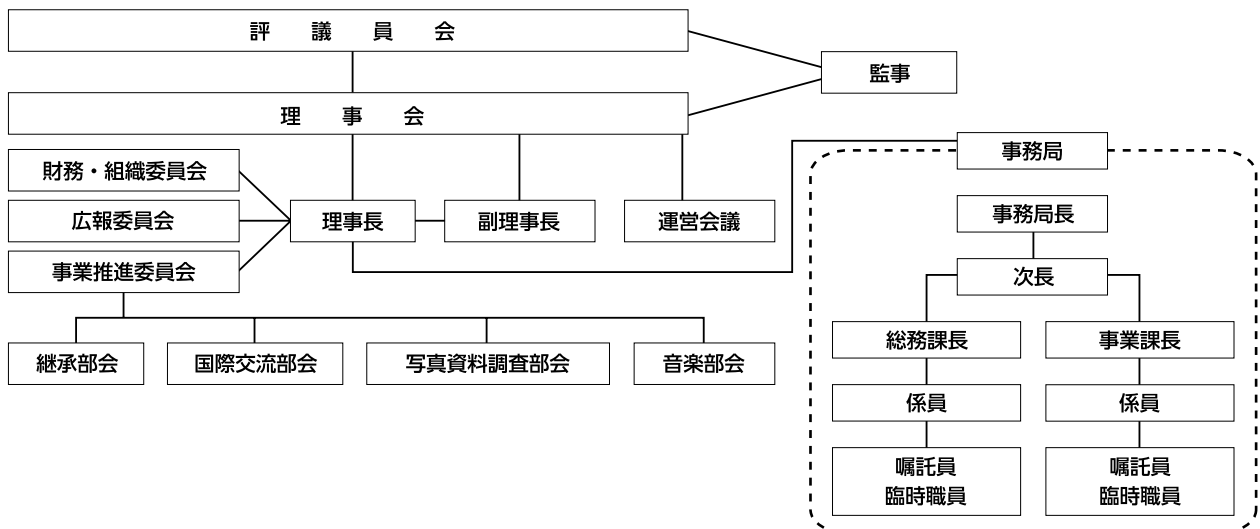 評議員会
監事
理事会
財務・組織委員会
広報委員会
事業推進委員会
理事長
副理事長
運営会議
継承部会
国際交流部会
写真資料調査部会
音楽部会
事務局
事務局長
次長
総務課長
事業課長
係員
係員
嘱託員
臨時職員
嘱託員
臨時職員